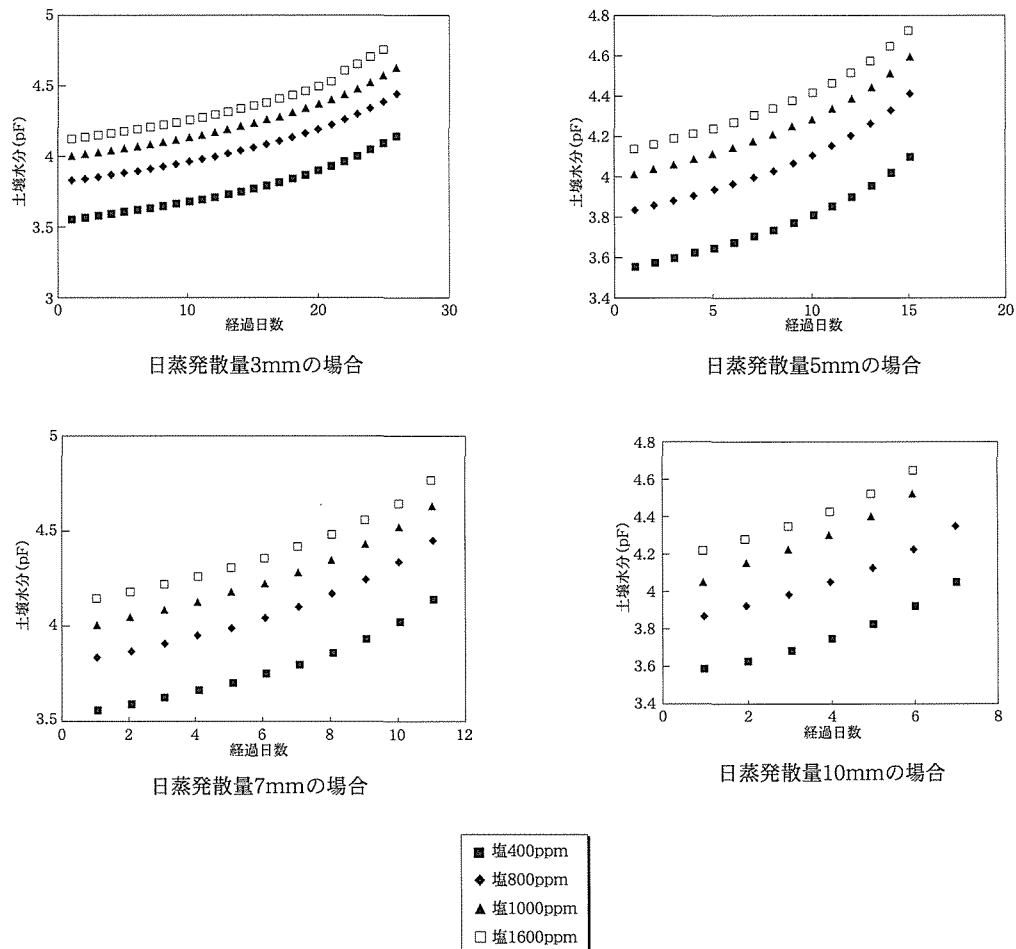 5
4.5
4
3.5
3
土壌水分(pF)
0 10 20 30
経過日数
日蒸発散量3mmの場合
4.8
4.6
4.4
4.2
4
3.8
3.6
3.4
土壌水分(pF)
0 5 10 15 20
経過日数
日蒸発散量5mmの場合
5
4.5
4
3.5
土壌水分(pF)
0 2 4 6 8 10 12
経過日数
日蒸発散量7mmの場合
4.8
4.6
4.4
4.2
4
3.8
3.6
3.4
土壌水分(pF)
0 2 4 6 8
経過日数
日蒸発散量10mmの場合
塩400ppm
塩800ppm
塩1000ppm
塩1600ppm